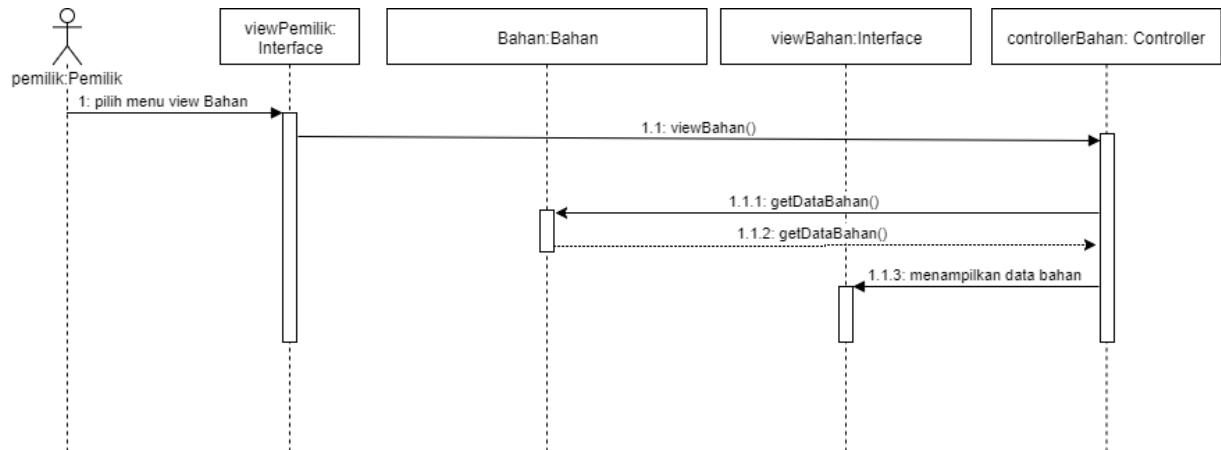 viewPemilik:
Interface
Bahan:Bahan
viewBahan:Interface
controllerBahan: Controller
pemilik:Pemilik
1: pilih menu view Bahan
1.1: viewBahan()
1.1.1: getDataBahan()
1.1.2: getDataBahan()
1.1.3: menampilkan data bahan